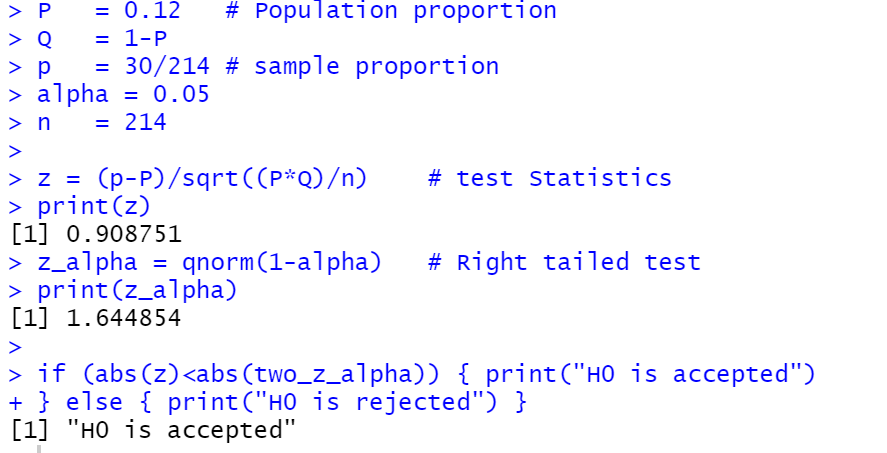 > P   = 0.12   # Population proportion
> Q   = 1-P
> p   = 30/214 # sample proportion
> alpha = 0.05
> n   = 214
>
> z = (p-P)/sqrt((P*Q)/n)    # test Statistics
> print(z)
[1] 0.908751
> z_alpha = qnorm(1-alpha)   # Right tailed test
> print(z_alpha)
[1] 1.644854
>
> if (abs(z)<abs(two_z_alpha)) { print("H0 is accepted")
+ } else { print("H0 is rejected") }
[1] "H0 is accepted"